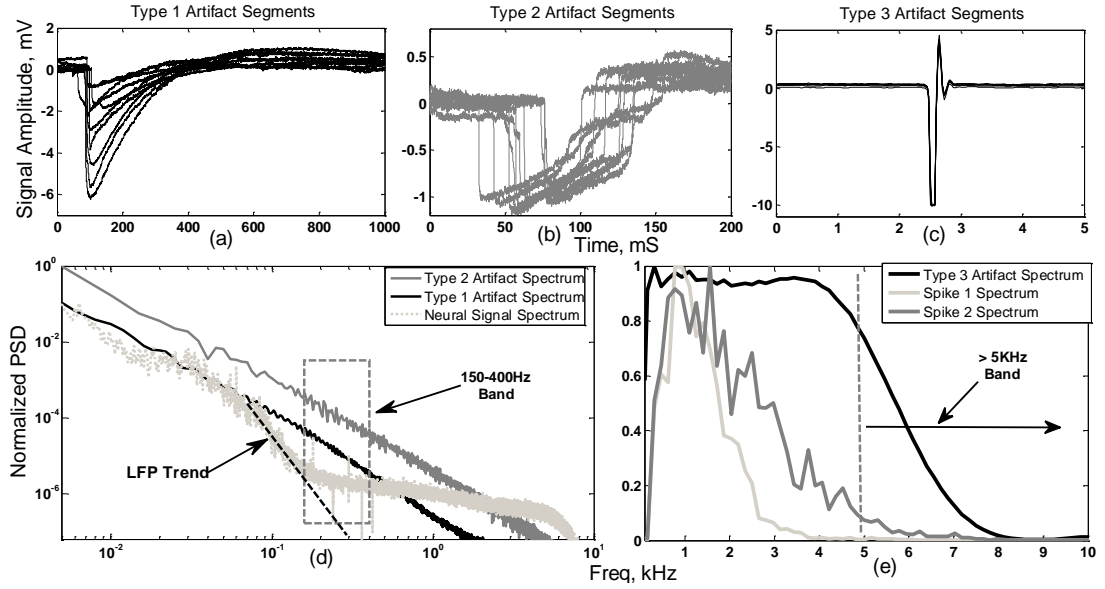 Type 1 Artifact Segments
Type 2 Artifact Segments
Type 3 Artifact Segments
Signal Amplitude, mV
2
0
-2
-4
-6
0 200 400 600 800 1000
(a)
0.5
0
-0.5
-1
0 50 100 150 200
(b)
Time, mS
5
0
-5
-10
0 1 2 3 4 5
(c)
Normalized PSD
10^0
10^-2
10^-4
10^-6
Type 2 Artifact Spectrum
Type 1 Artifact Spectrum
Neural Signal Spectrum
150-400Hz
Band
LFP Trend
10^-2 10^-1 10^0 10^1
(d)
Freq, kHz
1
0.8
0.6
0.4
0.2
0
Type 3 Artifact Spectrum
Spike 1 Spectrum
Spike 2 Spectrum
> 5KHz
Band
1 2 3 4 5 6 7 8 9 10
(e)